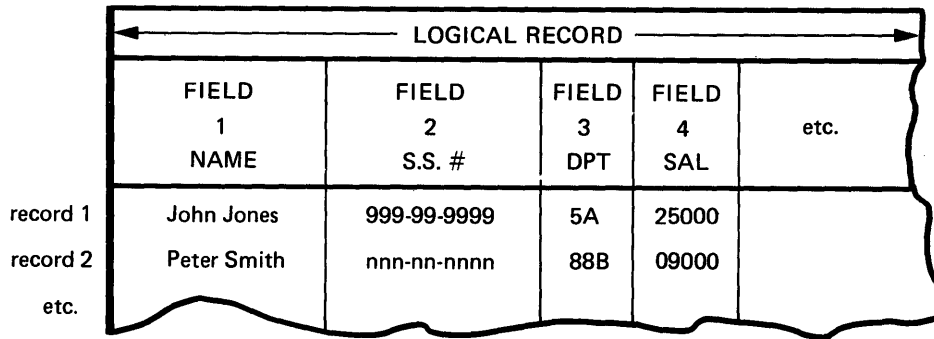 LOGICAL RECORD
FIELD FIELD FIELD FIELD
1 2 3 4 etc.
NAME S.S. # DPT SAL
record 1 John Jones 999-99-9999 5A 25000
record 2 Peter Smith nnn-nn-nnnn 88B 09000
etc.